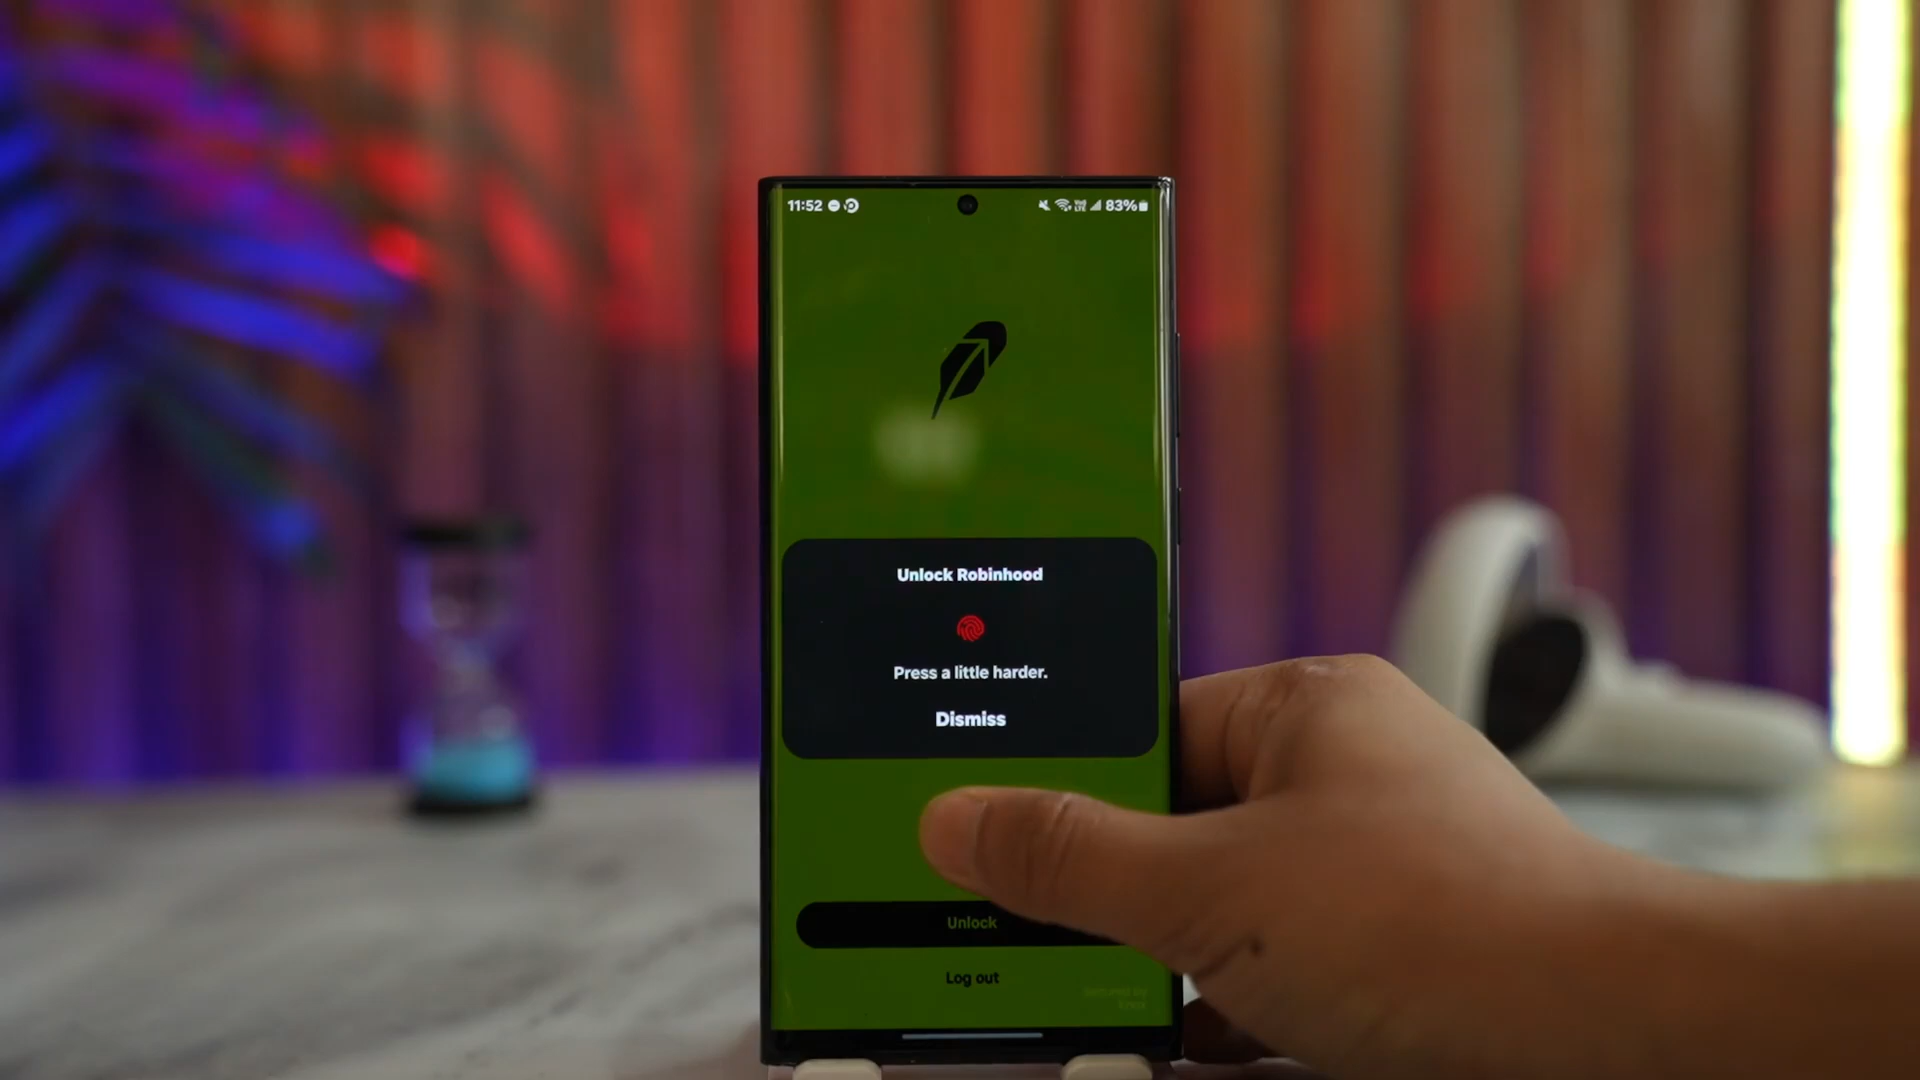 11:52 83%
Unlock Robinhood
Press a little harder.
Dismiss
Unlock
Log out